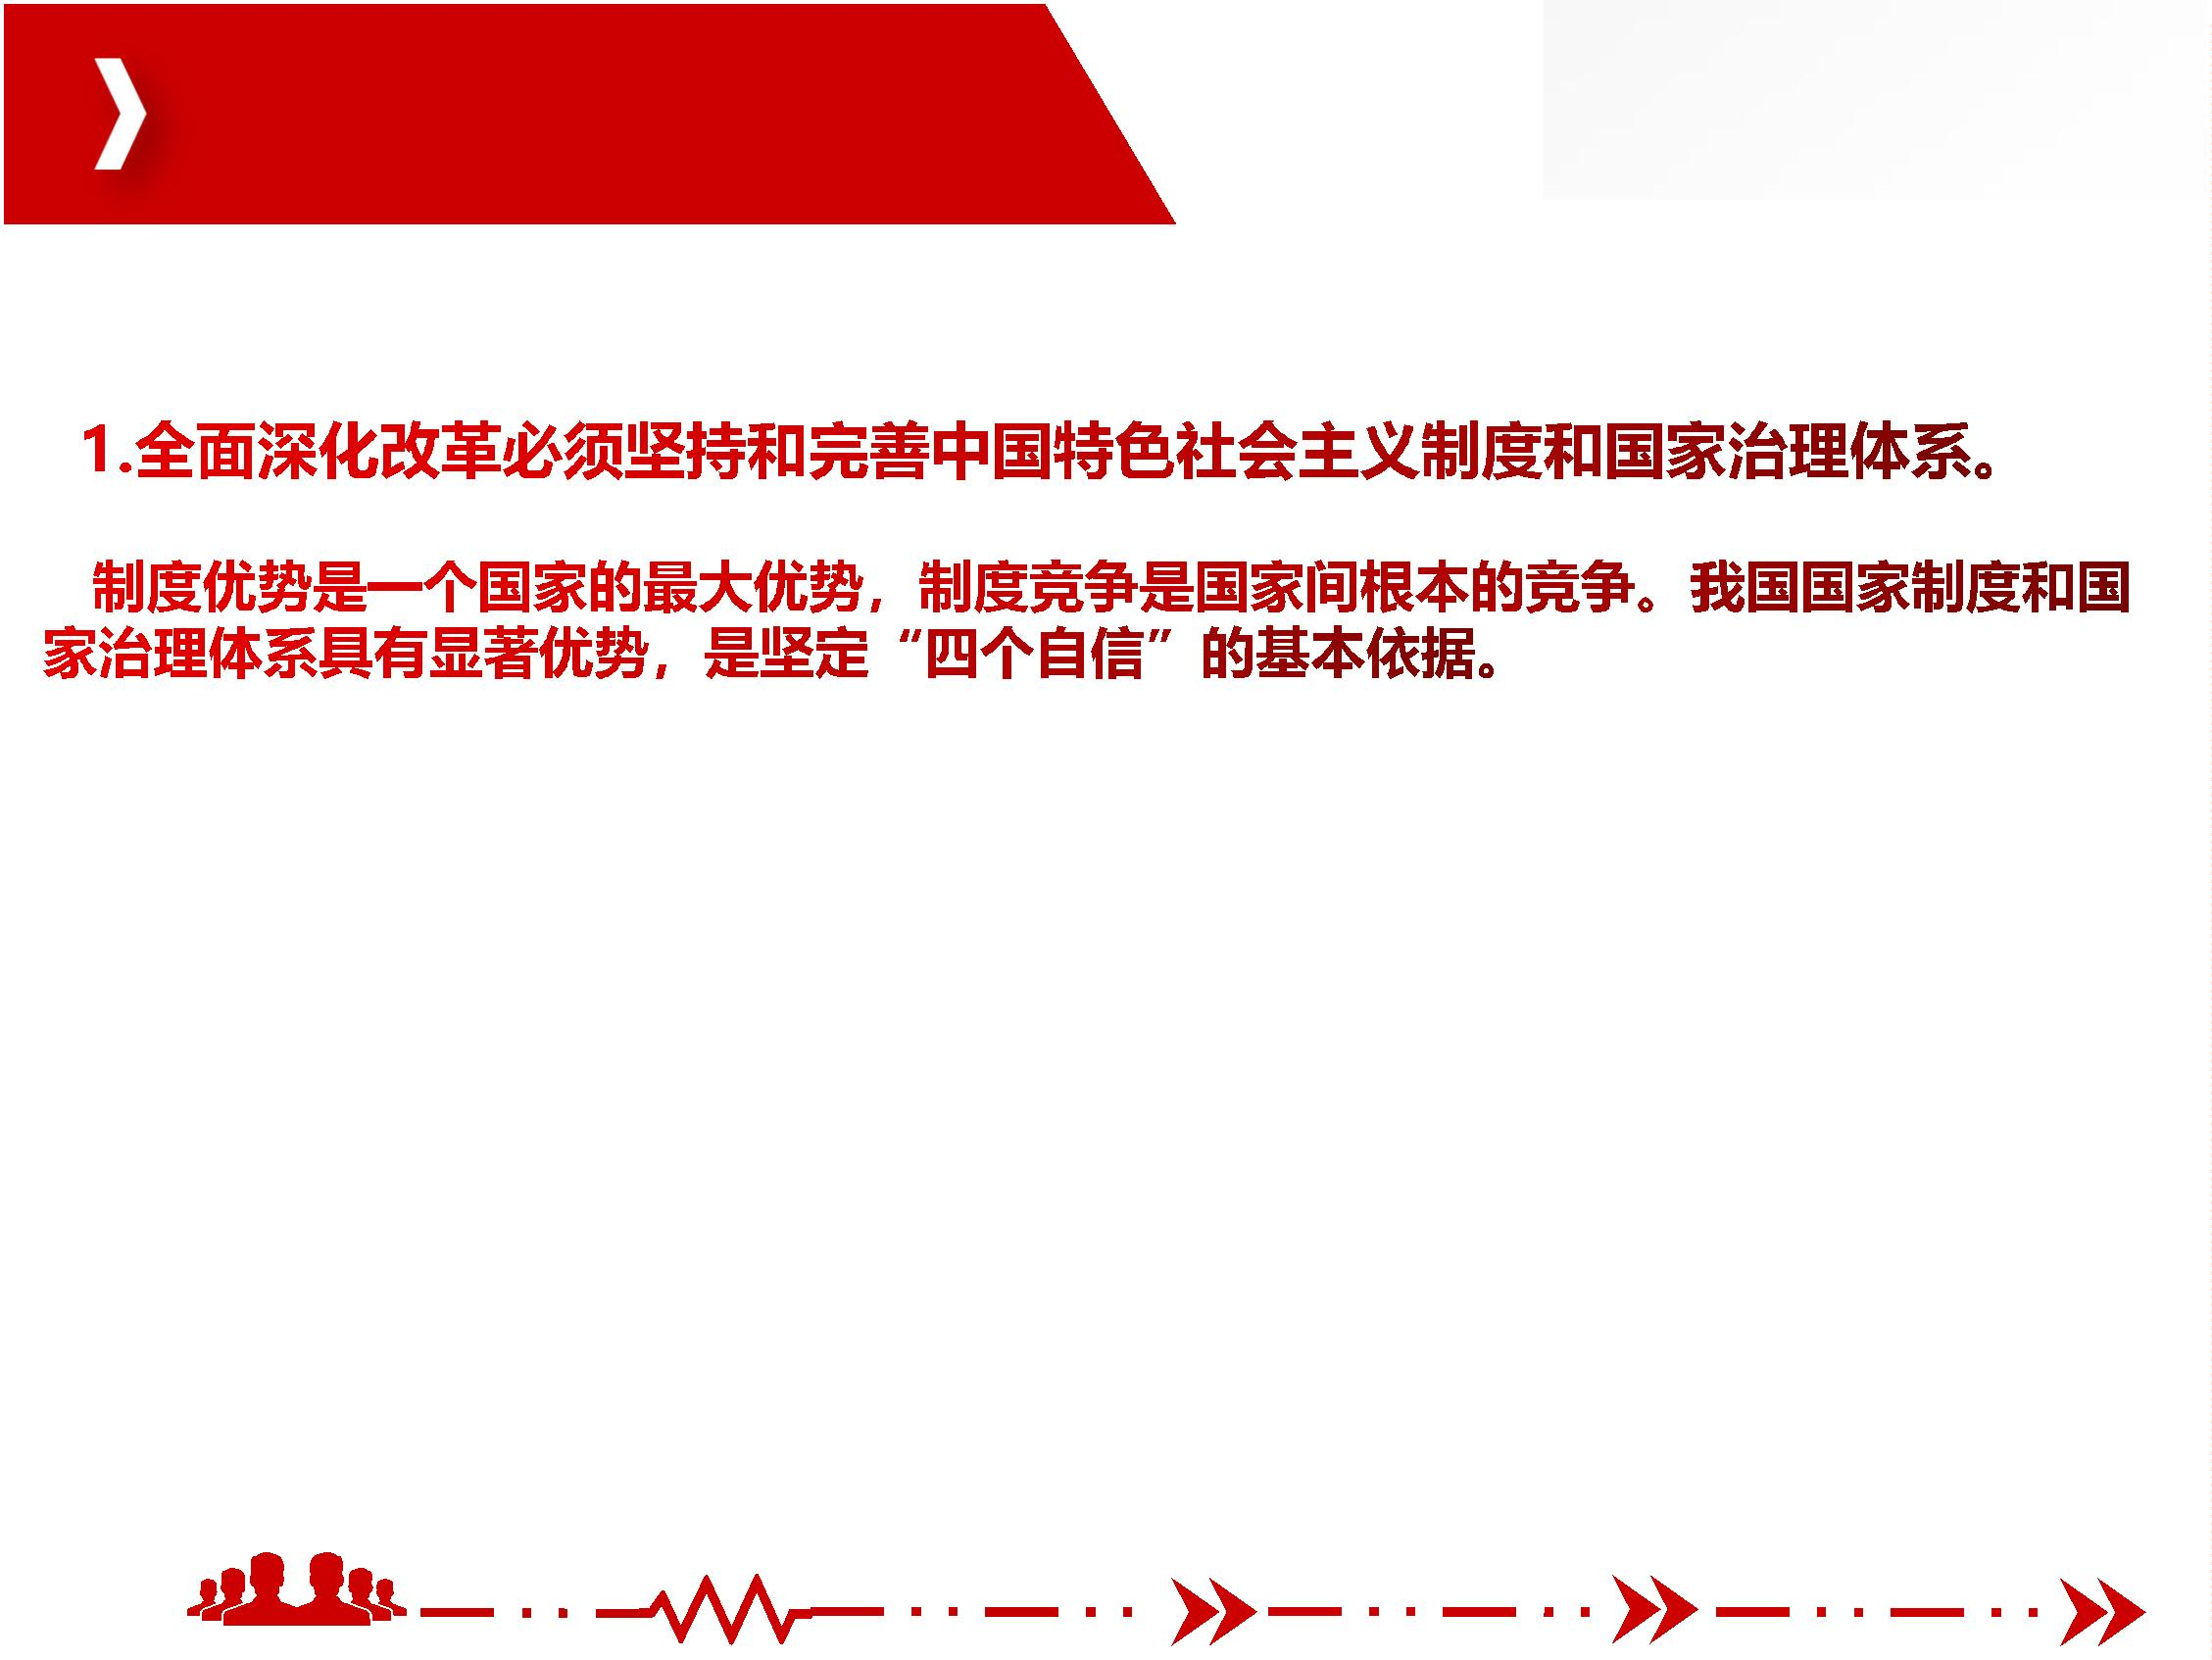 1.全面深化改革必须坚持和完善中国特色社会主义制度和国家治理体系。
制度优势是一个国家的最大优势，制度竞争是国家间根本的竞争。我国国家制度和国
家治理体系具有显著优势，是坚定“四个自信”的基本依据。